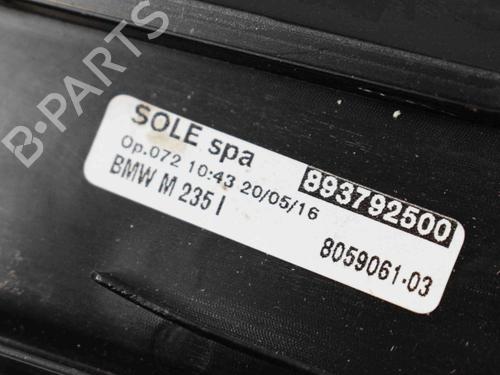 B-PARTS
SOLE spa
Op.072 10:43 20/05/16
893792500
BMW M 235 I
8059061-03